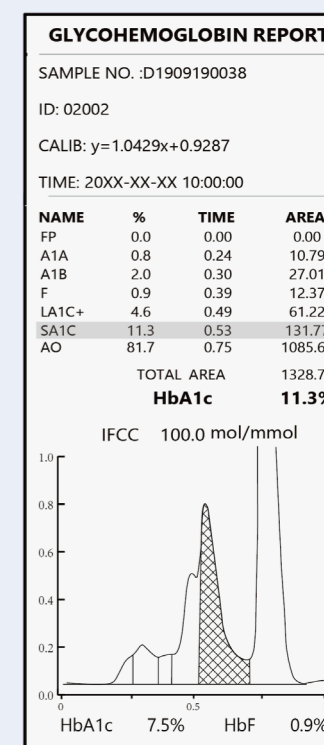 GLYCOHEMOGLOBIN REPORT
SAMPLE NO. :D1909190038
ID: 02002
CALIB: y=1.0429x+0.9287
TIME: 20XX-XX-XX 10:00:00
NAME % TIME AREA
FP 0.0 0.00 0.00
A1A 0.8 0.24 10.79
A1B 2.0 0.30 27.01
F 0.9 0.39 12.37
LA1C+ 4.6 0.49 61.22
SA1C 11.3 0.53 131.77
AO 81.7 0.75 1085.6
TOTAL AREA 1328.7
HbA1c 11.3%
IFCC 100.0 mol/mmol
1.0
0.8
0.6
0.4
0.2
0.0
0 0.5
HbA1c 7.5% HbF 0.9%